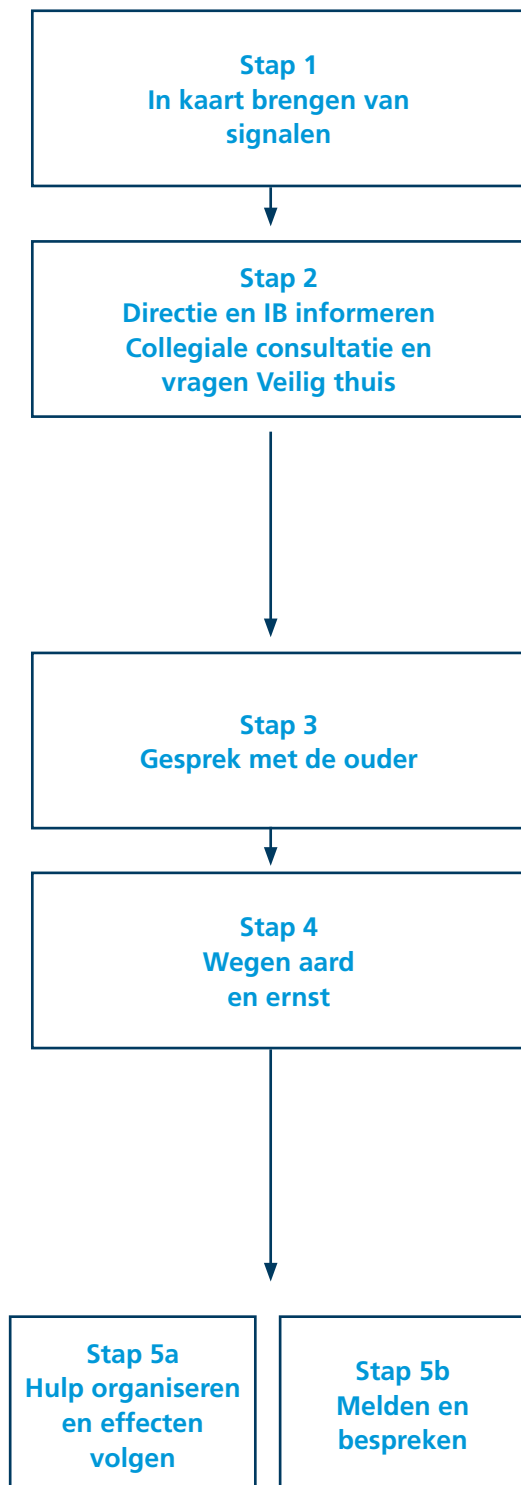 Stap 1
In kaart brengen van
signalen
Stap 2
Directie en IB informeren
Collegiale consultatie en
vragen Veilig thuis
Stap 3
Gesprek met de ouder
Stap 4
Wegen aard
en ernst
Stap 5a
Hulp organiseren
en effecten
volgen
Stap 5b
Melden en
bespreken